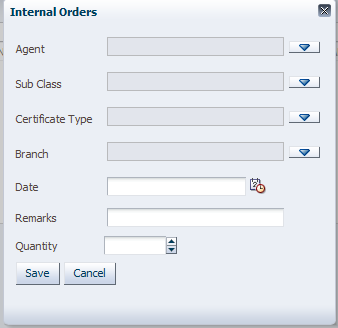 Internal Orders
Agent
Sub Class
Certificate Type
Branch
Date
Remarks
Quantity
Save Cancel